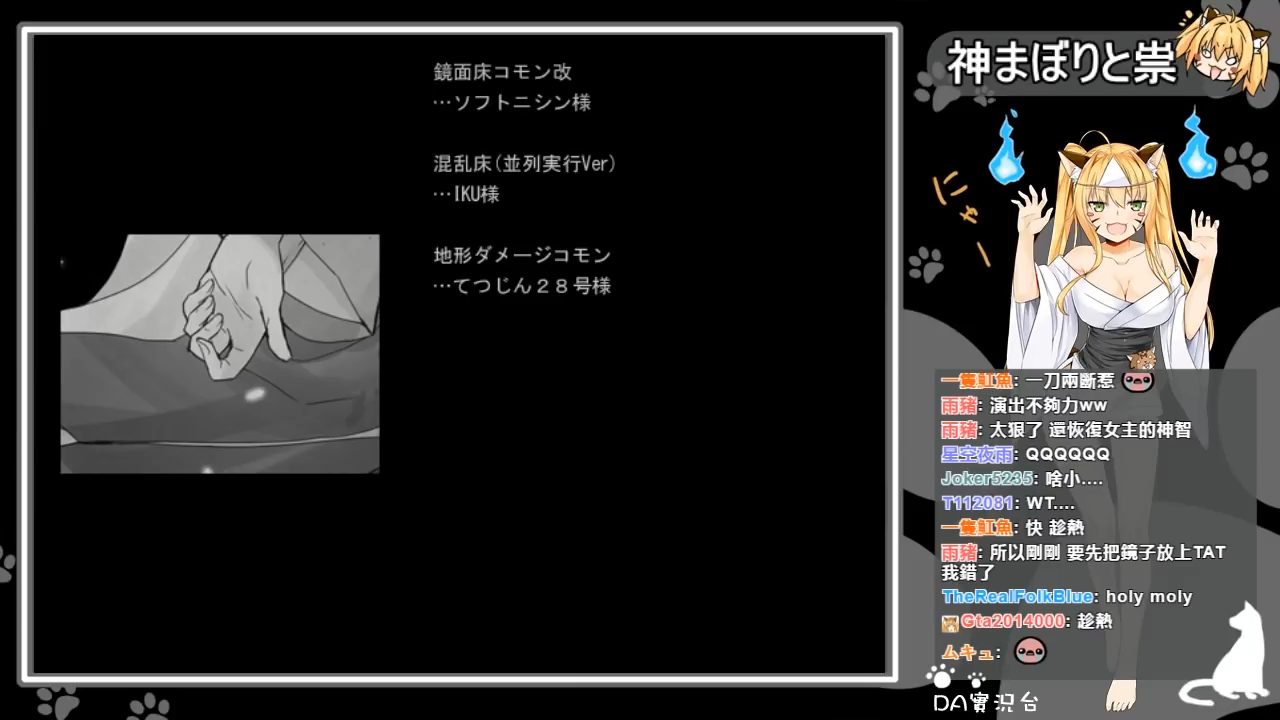 鏡面床コモン改
…ソフトニシン様
混乱床(並列実行Ver)
…IKU様
地形ダメージコモン
…てつじん２８号様
神まぼりと祟
にゃー
一隻魟魚: 一刀兩斷惹
雨豬: 演出不夠力ww
雨豬: 太狠了 還恢復女主的神智
星空夜雨: QQQQQQ
Joker5235: 啥小....
T112081: WT....
一隻魟魚: 快 趁熱
雨豬: 所以剛剛 要先把鏡子放上TAT
我錯了
TheRealFolkBlue: holy moly
Gta2014000: 趁熱
ムキュ:
DA實況台